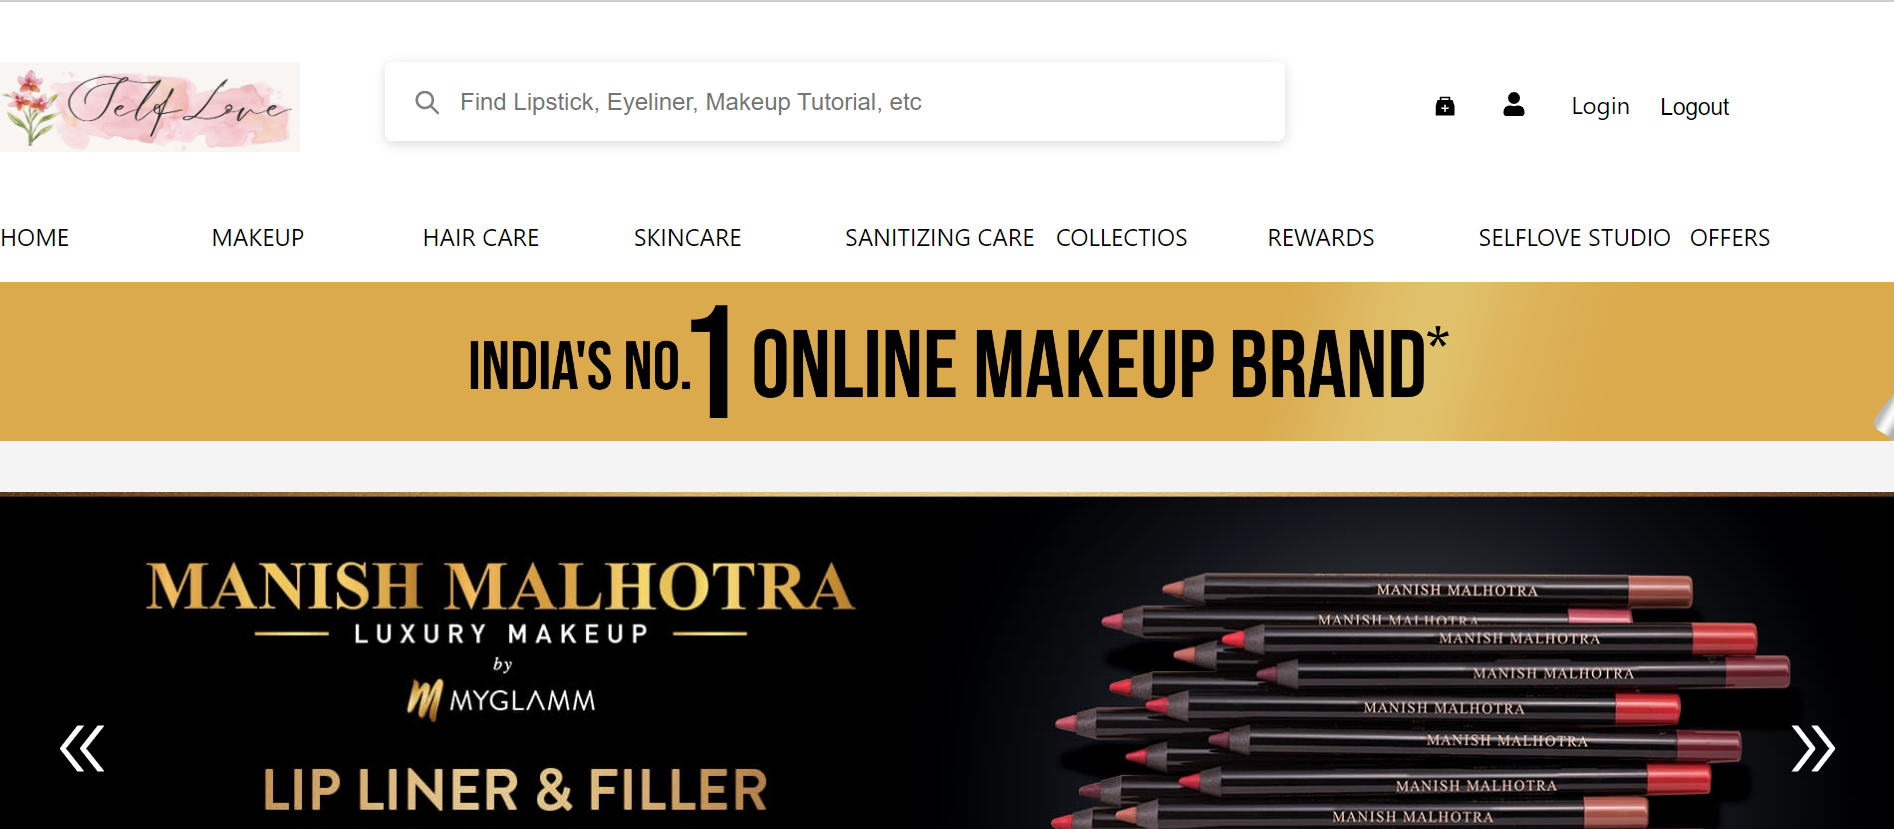 Self Love
Find Lipstick, Eyeliner, Makeup Tutorial, etc
Login Logout
HOME MAKEUP HAIR CARE SKINCARE SANITIZING CARE COLLECTIOS REWARDS SELFLOVE STUDIO OFFERS
INDIA'S NO.1 ONLINE MAKEUP BRAND*
MANISH MALHOTRA
LUXURY MAKEUP
by
MYGLAMM
LIP LINER & FILLER
MANISH MALHOTRA
MANISH MALHOTRA
MANISH MALHOTRA
MANISH MALHOTRA
MANISH MALHOTRA
MANISH MALHOTRA
MANISH MALHOTRA
MANISH MALHOTRA